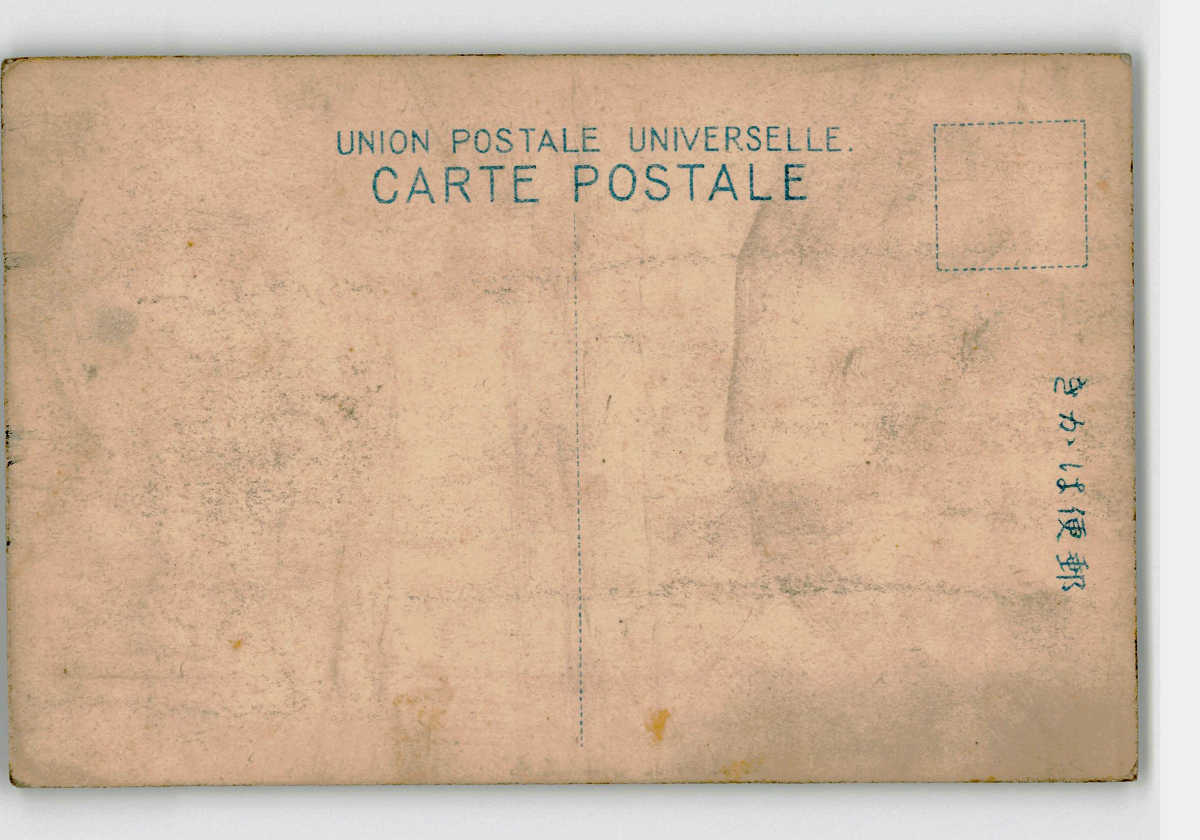 UNION POSTALE UNIVERSELLE.
CARTE POSTALE
郵便はかき